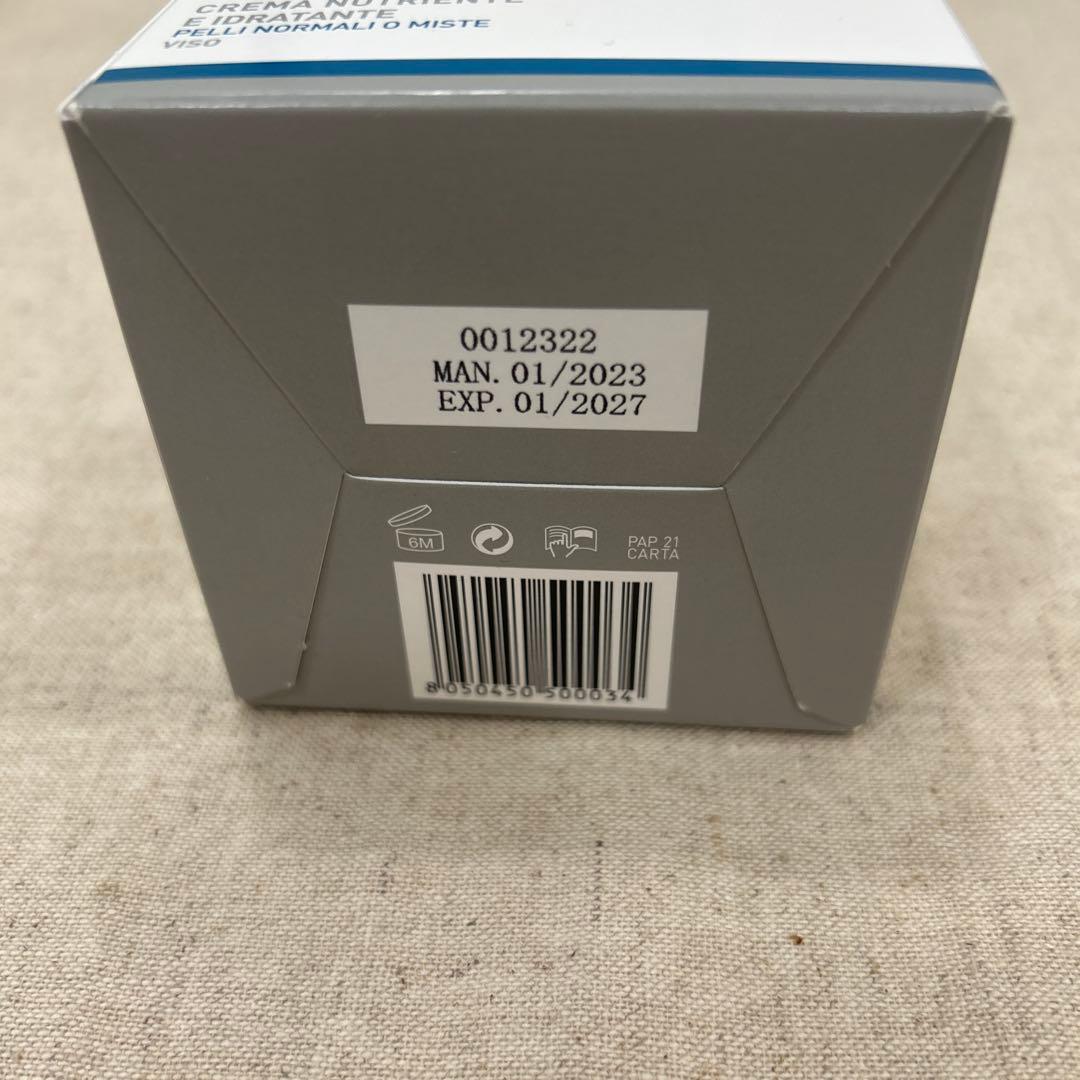 CREMA NUTRIENTE
E IDRATANTE
PELLI NORMALI O MISTE
VISO
0012322
MAN. 01/2023
EXP. 01/2027
6M
PAP 21
CARTA
8 050450 500034